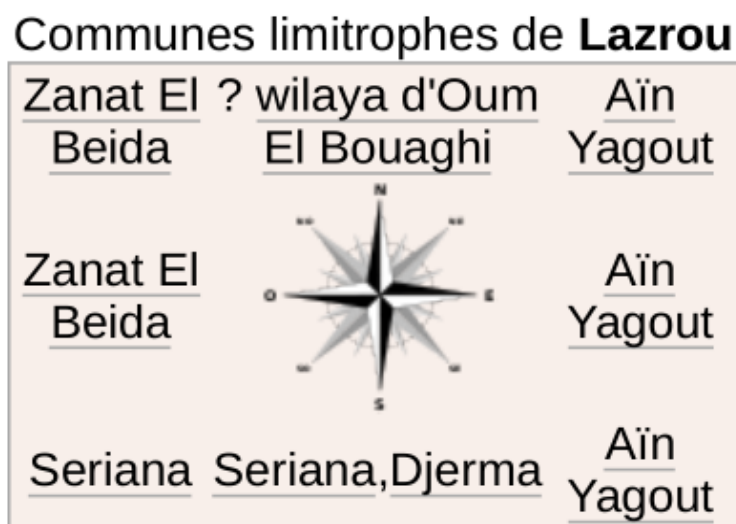 Communes limitrophes de Lazrou
Zanat El ? wilaya d'Oum Aïn
Beida El Bouaghi Yagout
N
Zanat El Aïn
O E
Beida Yagout
S
Aïn
Seriana Seriana,Djerma
Yagout